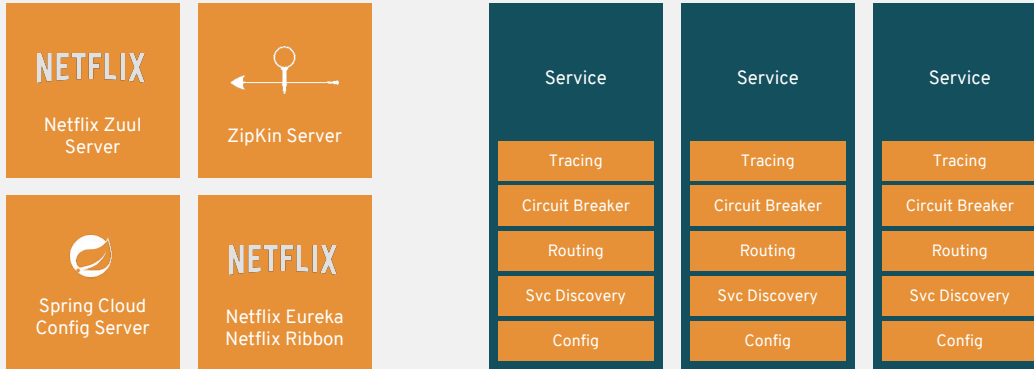 NETFLIX
Netflix Zuul
Server
ZipKin Server
Spring Cloud
Config Server
NETFLIX
Netflix Eureka
Netflix Ribbon
Service
Tracing
Circuit Breaker
Routing
Svc Discovery
Config
Service
Tracing
Circuit Breaker
Routing
Svc Discovery
Config
Service
Tracing
Circuit Breaker
Routing
Svc Discovery
Config